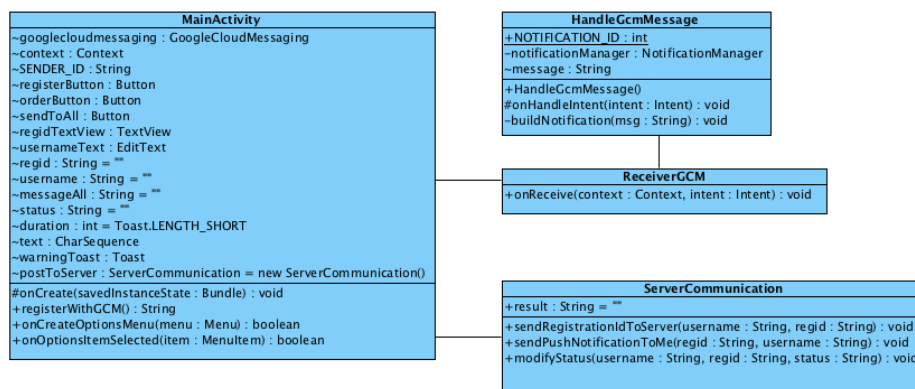 MainActivity
~googlecloudmessaging : GoogleCloudMessaging
~context : Context
~SENDER_ID : String
~registerButton : Button
~orderButton : Button
~sendToAll : Button
~regidTextView : TextView
~usernameText : EditText
~regid : String = ""
~username : String = ""
~messageAll : String = ""
~status : String = ""
~duration : int = Toast.LENGTH_SHORT
~text : CharSequence
~warningToast : Toast
~postToServer : ServerCommunication = new ServerCommunication()
#onCreate(savedInstanceState : Bundle) : void
+registerWithGCM() : String
+onCreateOptionsMenu(menu : Menu) : boolean
+onOptionsItemSelected(item : MenuItem) : boolean
HandleGcmMessage
+NOTIFICATION_ID : int
-notificationManager : NotificationManager
~message : String
+HandleGcmMessage()
#onHandleIntent(intent : Intent) : void
-buildNotification(msg : String) : void
ReceiverGCM
+onReceive(context : Context, intent : Intent) : void
ServerCommunication
+result : String = ""
+sendRegistrationIdToServer(username : String, regid : String) : void
+sendPushNotificationToMe(regid : String, username : String) : void
+modifyStatus(username : String, regid : String, status : String) : void